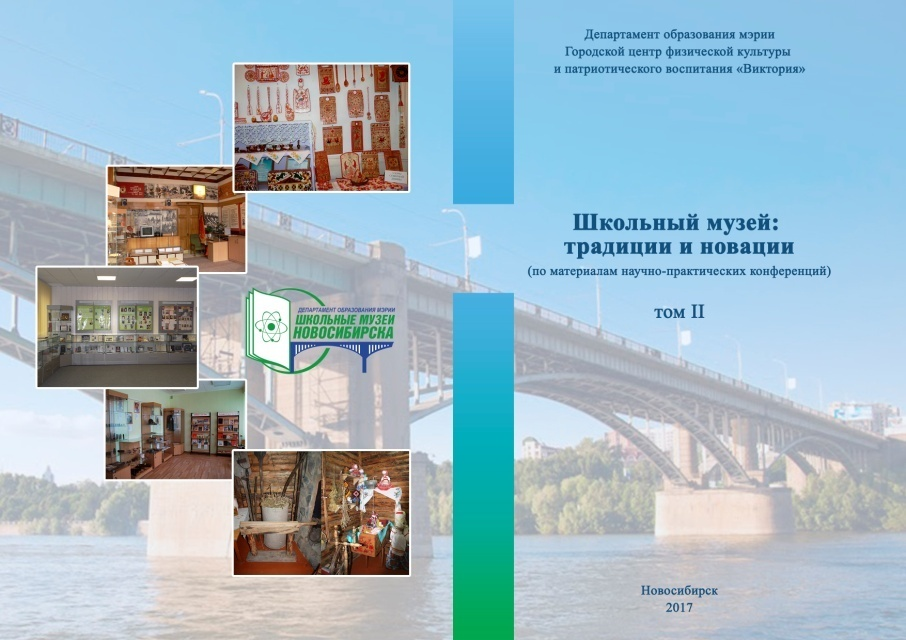 Департамент образования мэрии
Городской центр физической культуры
и патриотического воспитания «Виктория»
Школьный музей:
традиции и новации
(по материалам научно-практических конференций)
том II
Новосибирск
2017
ДЕПАРТАМЕНТ ОБРАЗОВАНИЯ МЭРИИ
ШКОЛЬНЫЕ МУЗЕИ
НОВОСИБИРСКА